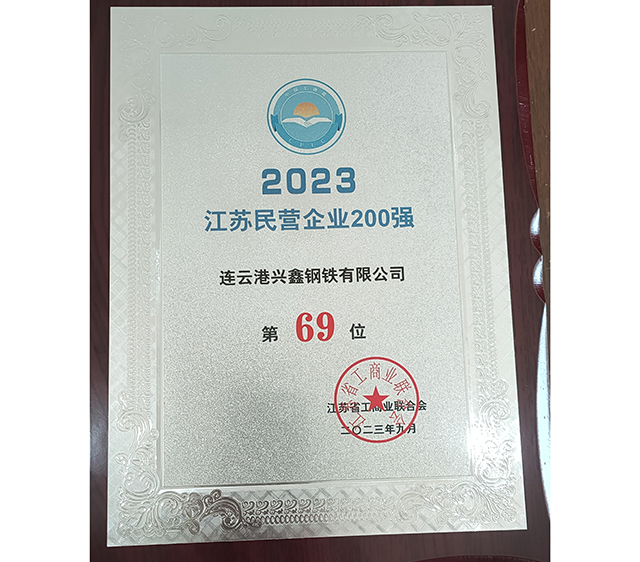 2023
江苏民营企业200强
连云港兴鑫钢铁有限公司
第 69 位
江苏省工商业联合会
二〇二三年九月